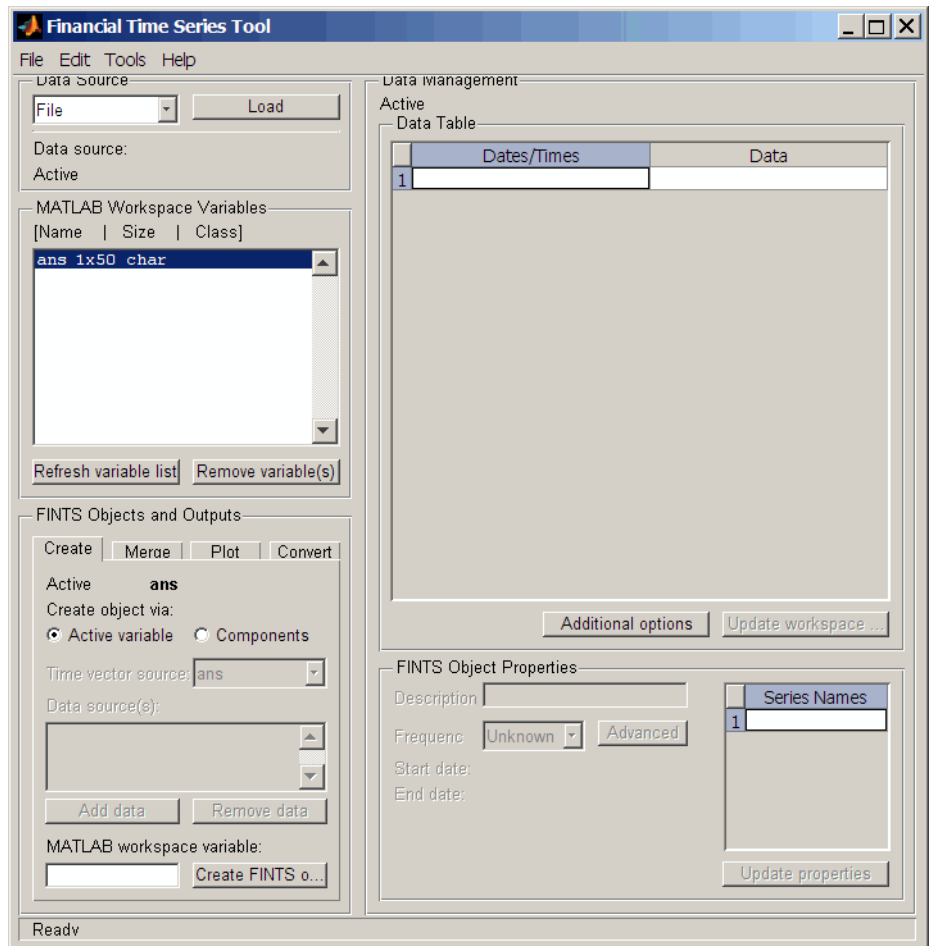 Financial Time Series Tool
File Edit Tools Help
Data Source
File Load
Data source:
Active
MATLAB Workspace Variables
[Name | Size | Class]
ans 1x50 char
Refresh variable list Remove variable(s)
FINTS Objects and Outputs
Create Merge Plot Convert
Active ans
Create object via:
Active variable Components
Time vector source: ans
Data source(s):
Add data Remove data
MATLAB workspace variable:
Create FINTS o...
Data Management
Active
Data Table
Dates/Times Data
1
Additional options Update workspace ...
FINTS Object Properties
Description
Frequenc Unknown Advanced
Start date:
End date:
Series Names
1
Update properties
Ready